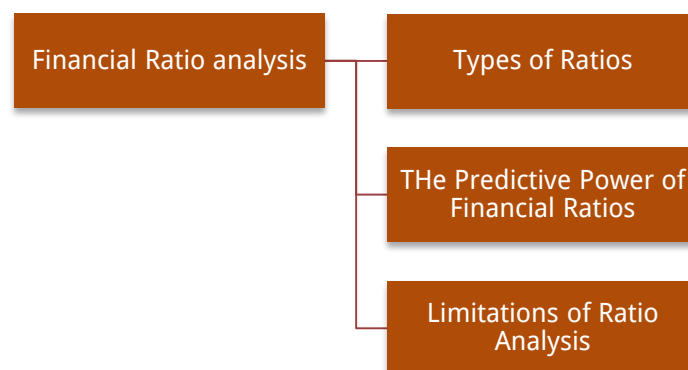 Financial Ratio analysis
Types of Ratios
THe Predictive Power of
Financial Ratios
Limitations of Ratio
Analysis